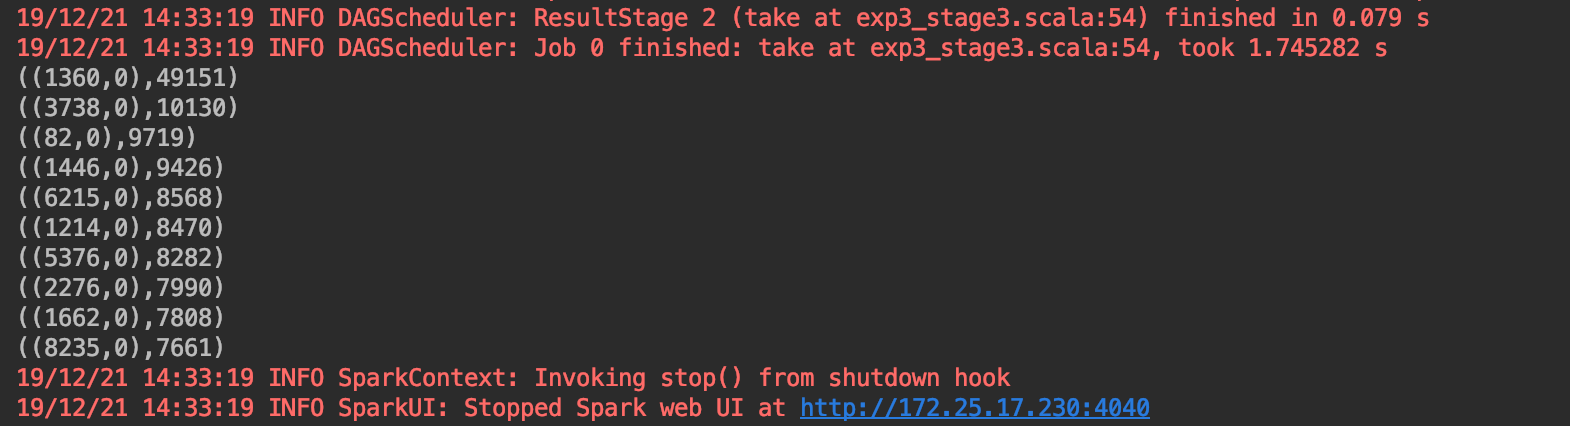 19/12/21 14:33:19 INFO DAGScheduler: ResultStage 2 (take at exp3_stage3.scala:54) finished in 0.079 s
19/12/21 14:33:19 INFO DAGScheduler: Job 0 finished: take at exp3_stage3.scala:54, took 1.745282 s
((1360,0),49151)
((3738,0),10130)
((82,0),9719)
((1446,0),9426)
((6215,0),8568)
((1214,0),8470)
((5376,0),8282)
((2276,0),7990)
((1662,0),7808)
((8235,0),7661)
19/12/21 14:33:19 INFO SparkContext: Invoking stop() from shutdown hook
19/12/21 14:33:19 INFO SparkUI: Stopped Spark web UI at http://172.25.17.230:4040